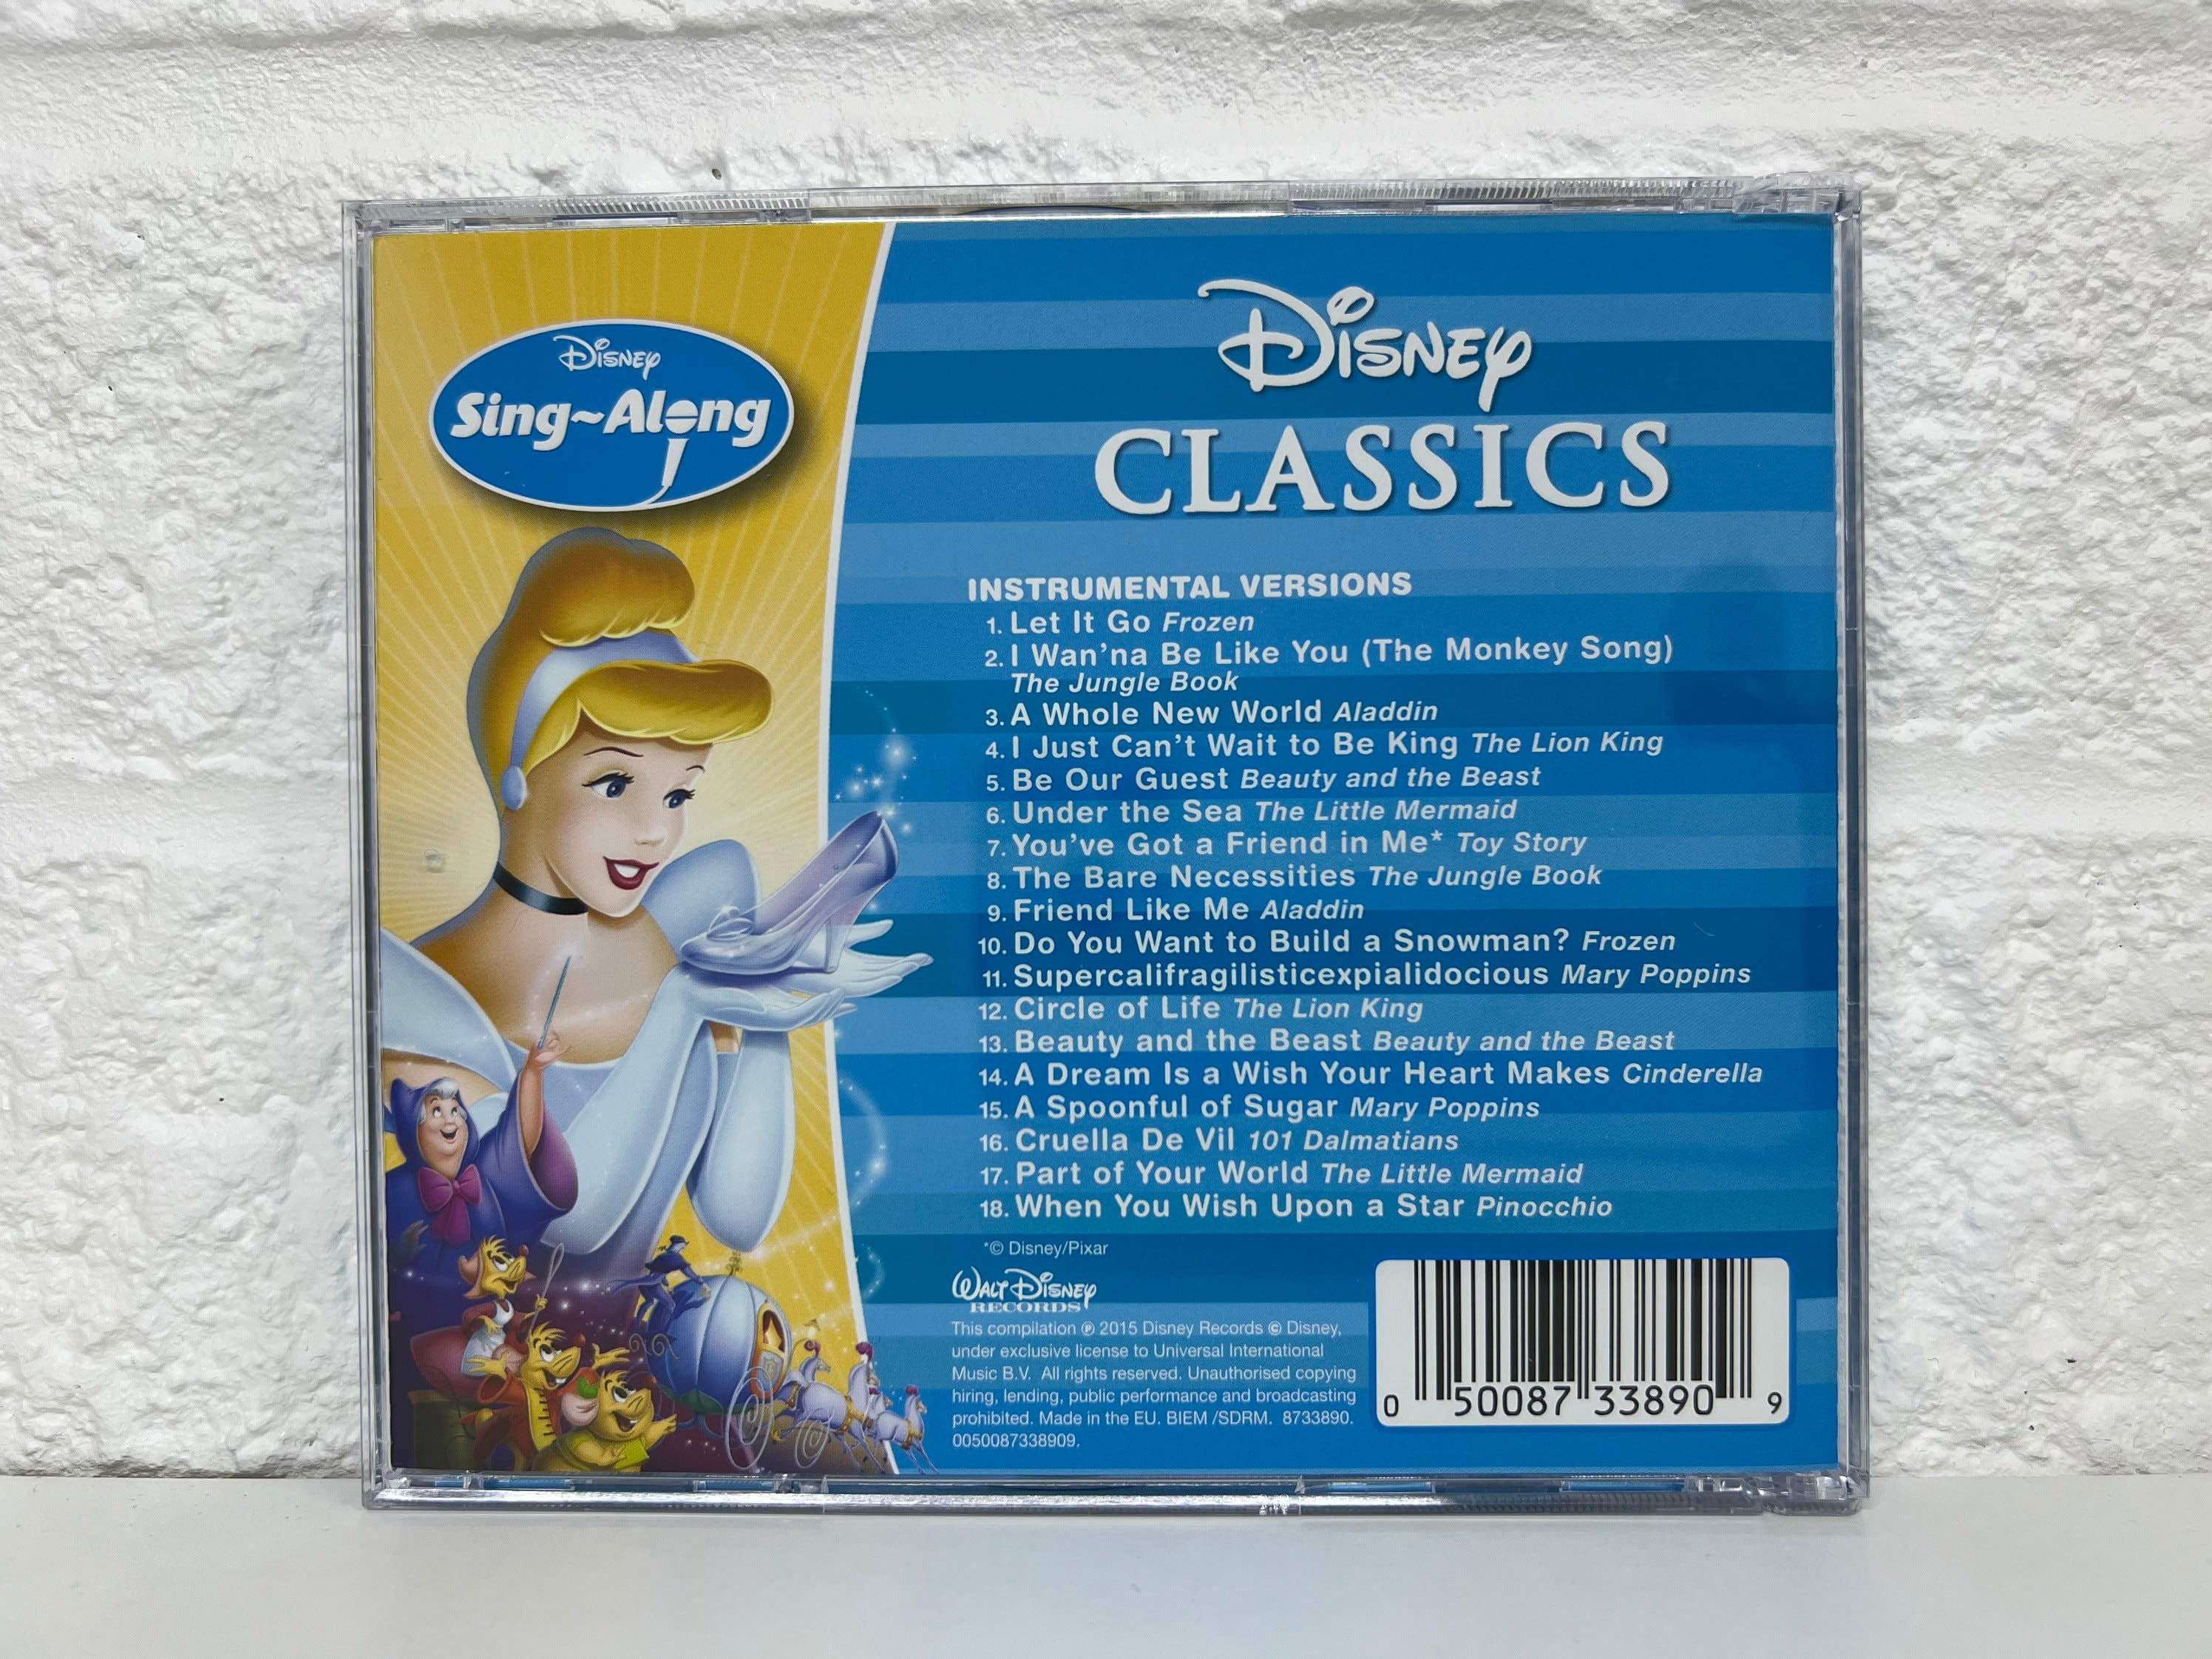 Disney
Sing~Along
Disney
CLASSICS
INSTRUMENTAL VERSIONS
1. Let It Go Frozen
2. I Wan'na Be Like You (The Monkey Song)
The Jungle Book
3. A Whole New World Aladdin
4. I Just Can't Wait to Be King The Lion King
5. Be Our Guest Beauty and the Beast
6. Under the Sea The Little Mermaid
7. You've Got a Friend in Me* Toy Story
8. The Bare Necessities The Jungle Book
9. Friend Like Me Aladdin
10. Do You Want to Build a Snowman? Frozen
11. Supercalifragilisticexpialidocious Mary Poppins
12. Circle of Life The Lion King
13. Beauty and the Beast Beauty and the Beast
14. A Dream Is a Wish Your Heart Makes Cinderella
15. A Spoonful of Sugar Mary Poppins
16. Cruella De Vil 101 Dalmatians
17. Part of Your World The Little Mermaid
18. When You Wish Upon a Star Pinocchio
*© Disney/Pixar
WALT DISNEY
RECORDS
This compilation ℗ 2015 Disney Records © Disney,
under exclusive license to Universal International
Music B.V. All rights reserved. Unauthorised copying
hiring, lending, public performance and broadcasting
prohibited. Made in the EU. BIEM /SDRM. 8733890.
0050087338909.
0 50087 33890 9